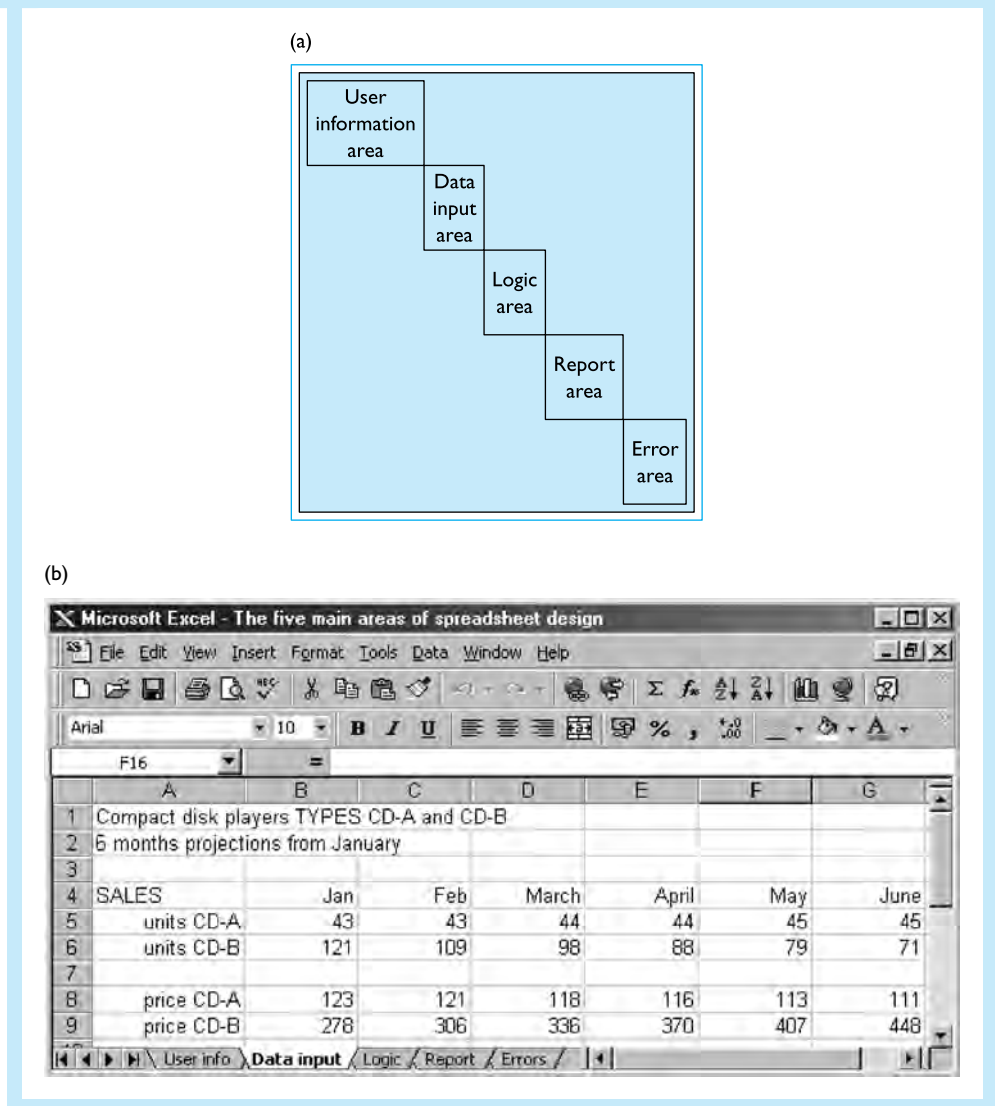 (a)
User
information
area
Data
input
area
Logic
area
Report
area
Error
area
(b)
Microsoft Excel - The five main areas of spreadsheet design
File Edit View Insert Format Tools Data Window Help
Arial 10 B I U % ,
F16 =
A B C D E F G
1 Compact disk players TYPES CD-A and CD-B
2 6 months projections from January
3
4 SALES Jan Feb March April May June
5 units CD-A 43 43 44 44 45 45
6 units CD-B 121 109 98 88 79 71
7
8 price CD-A 123 121 118 116 113 111
9 price CD-B 278 306 336 370 407 448
User info Data input Logic Report Errors